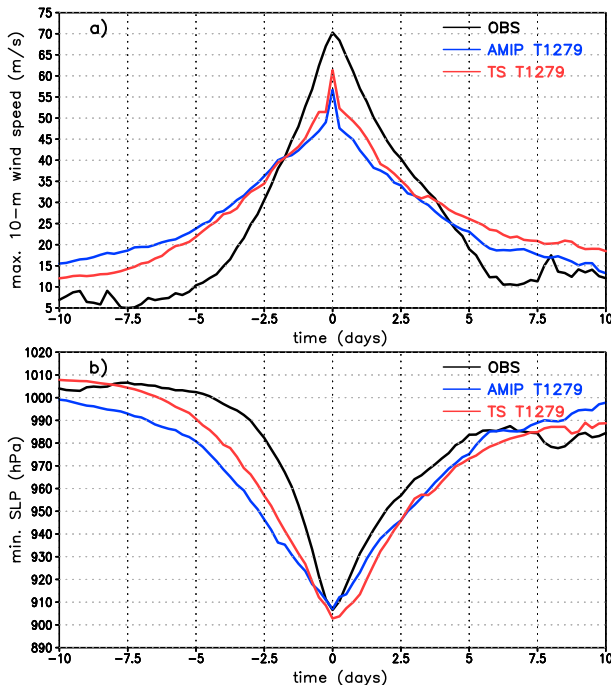 a)
OBS
AMIP T1279
TS T1279
max. 10-m wind speed (m/s)
75
70
65
60
55
50
45
40
35
30
25
20
15
10
5
-10 -7.5 -5 -2.5 0 2.5 5 7.5 10
time (days)
b)
OBS
AMIP T1279
TS T1279
min. SLP (hPa)
1020
1010
1000
990
980
970
960
950
940
930
920
910
900
890
-10 -7.5 -5 -2.5 0 2.5 5 7.5 10
time (days)